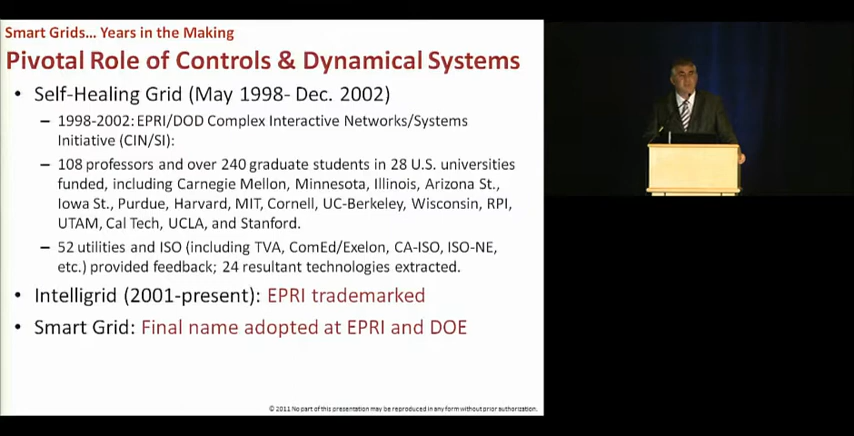 Smart Grids... Years in the Making
Pivotal Role of Controls & Dynamical Systems
• Self-Healing Grid (May 1998- Dec. 2002)
– 1998-2002: EPRI/DOD Complex Interactive Networks/Systems
Initiative (CIN/SI):
– 108 professors and over 240 graduate students in 28 U.S. universities
funded, including Carnegie Mellon, Minnesota, Illinois, Arizona St.,
Iowa St., Purdue, Harvard, MIT, Cornell, UC-Berkeley, Wisconsin, RPI,
UTAM, Cal Tech, UCLA, and Stanford.
– 52 utilities and ISO (including TVA, ComEd/Exelon, CA-ISO, ISO-NE,
etc.) provided feedback; 24 resultant technologies extracted.
• Intelligrid (2001-present): EPRI trademarked
• Smart Grid: Final name adopted at EPRI and DOE
© 2011 No part of this presentation may be reproduced in any form without prior authorization.